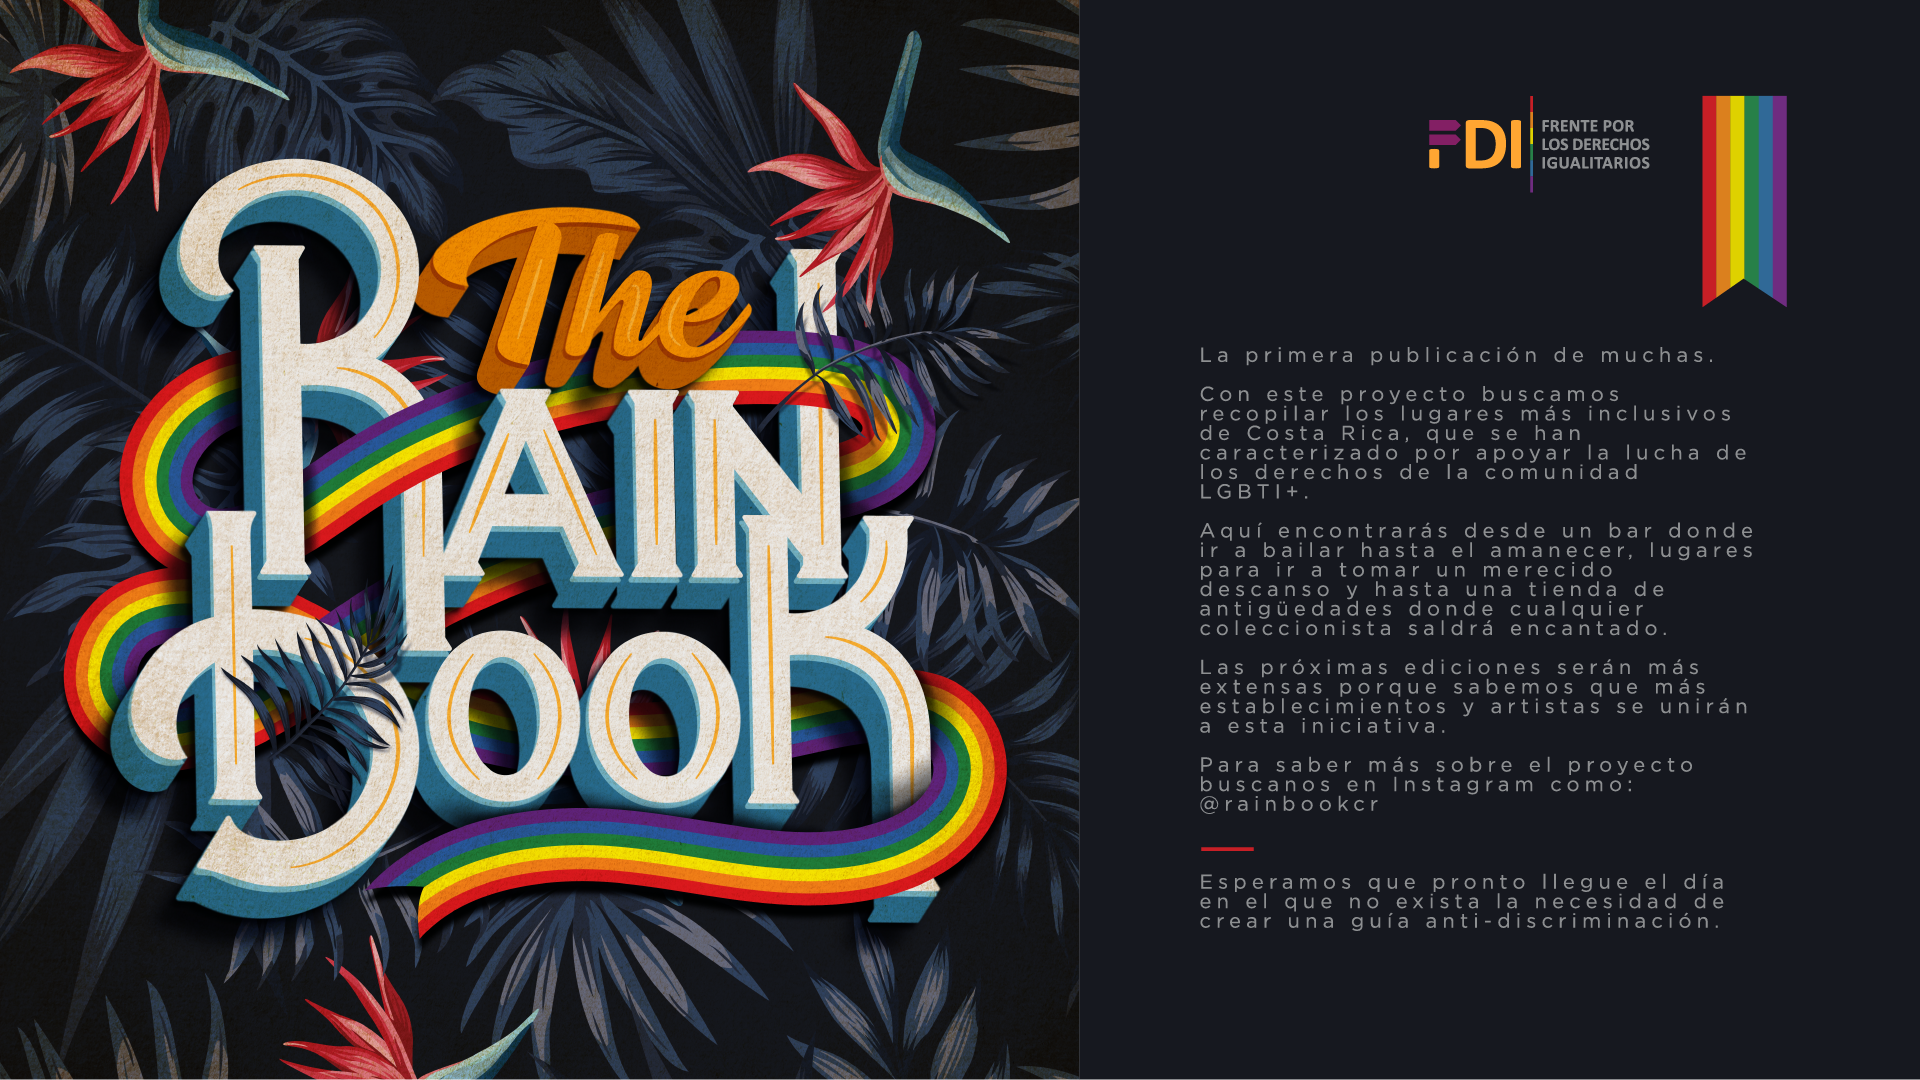 The
RAIN
BOOK
FDI
FRENTE POR
LOS DERECHOS
IGUALITARIOS
La primera publicación de muchas.
Con este proyecto buscamos
recopilar los lugares más inclusivos
de Costa Rica, que se han
caracterizado por apoyar la lucha de
los derechos de la comunidad
LGBTI+.
Aquí encontrarás desde un bar donde
ir a bailar hasta el amanecer, lugares
para ir a tomar un merecido
descanso y hasta una tienda de
antigüedades donde cualquier
coleccionista saldrá encantado.
Las próximas ediciones serán más
extensas porque sabemos que más
establecimientos y artistas se unirán
a esta iniciativa.
Para saber más sobre el proyecto
buscanos en Instagram como:
@rainbookcr
Esperamos que pronto llegue el día
en el que no exista la necesidad de
crear una guía anti-discriminación.